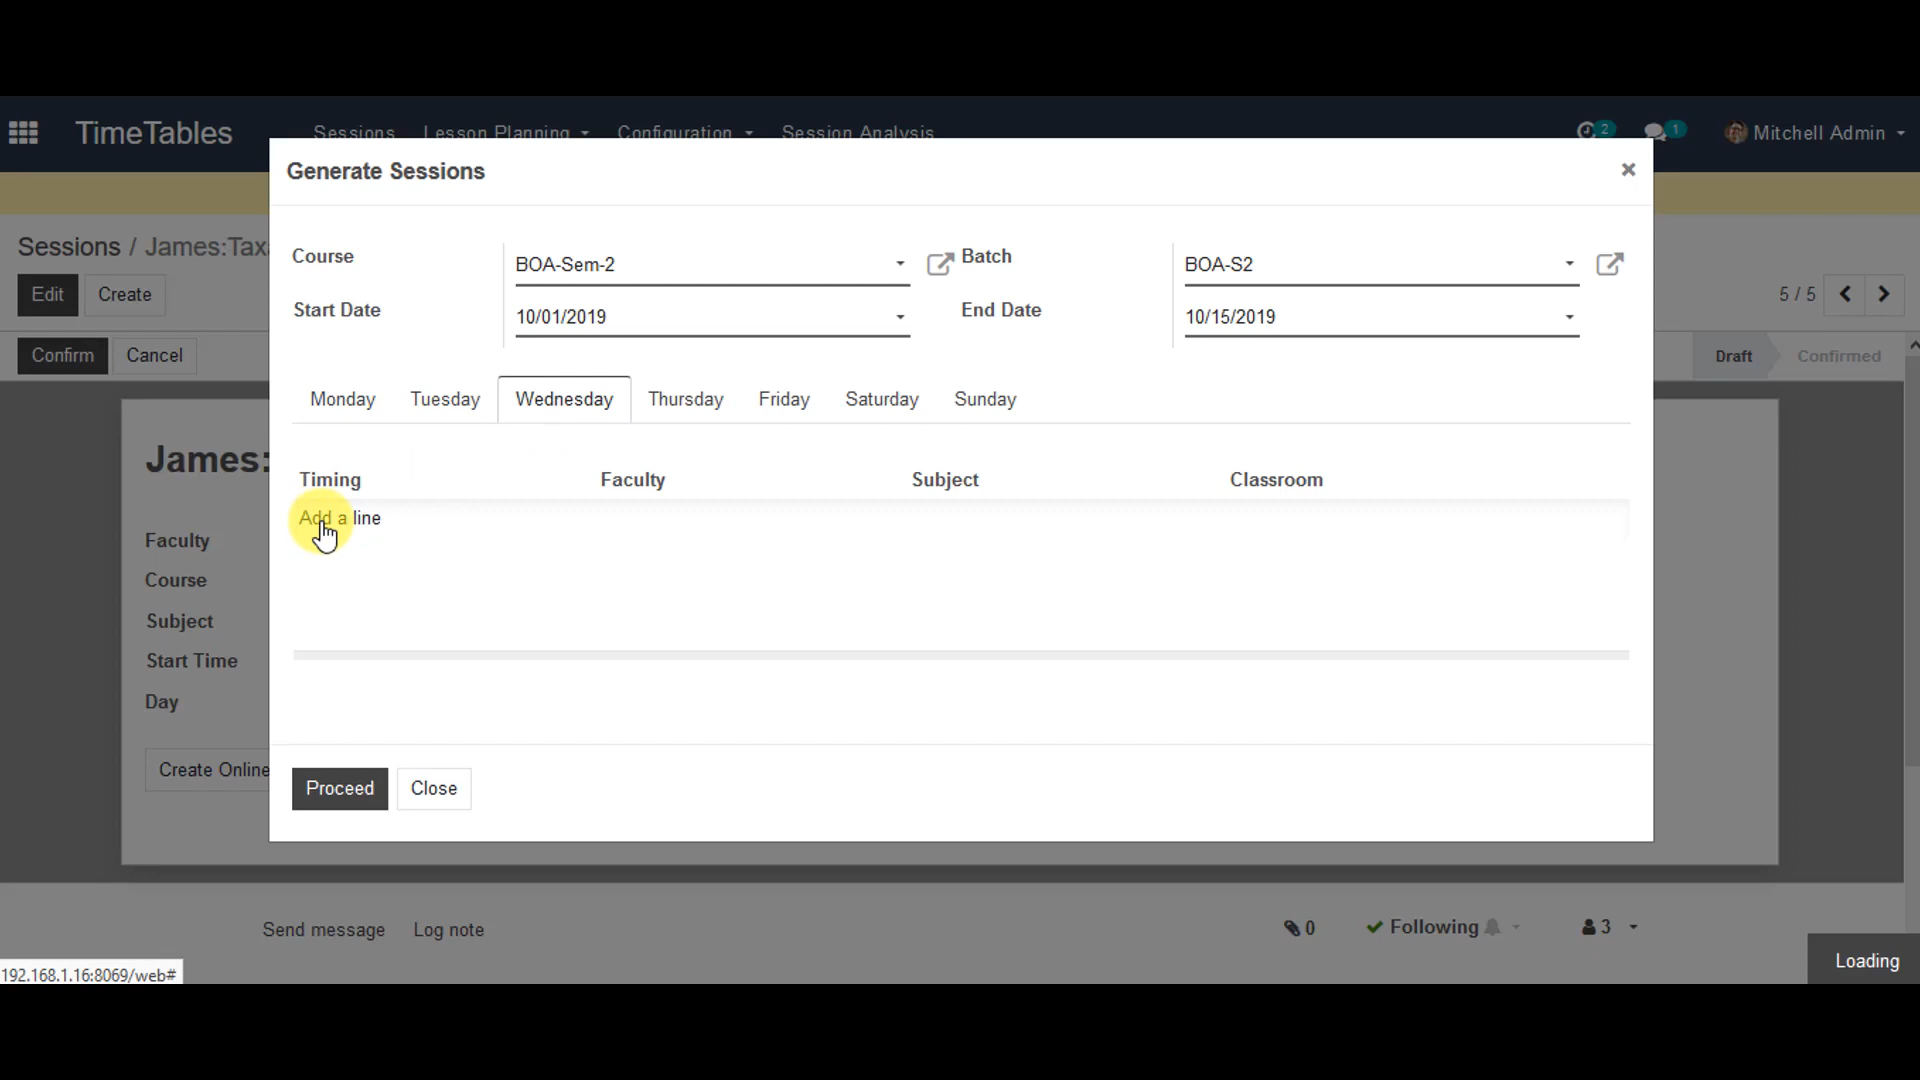 TimeTables Sessions Lesson Planning Configuration Session Analysis 2 1 Mitchell Admin
Generate Sessions
Sessions / James:Taxa
Edit Create
5 / 5
Confirm Cancel
Draft Confirmed
Course BOA-Sem-2 Batch BOA-S2
Start Date 10/01/2019 End Date 10/15/2019
Monday Tuesday Wednesday Thursday Friday Saturday Sunday
Timing Faculty Subject Classroom
Add a line
James:
Faculty
Course
Subject
Start Time
Day
Create Online
Proceed Close
Send message Log note 0 Following 3
Loading
192.168.1.16:8069/web#